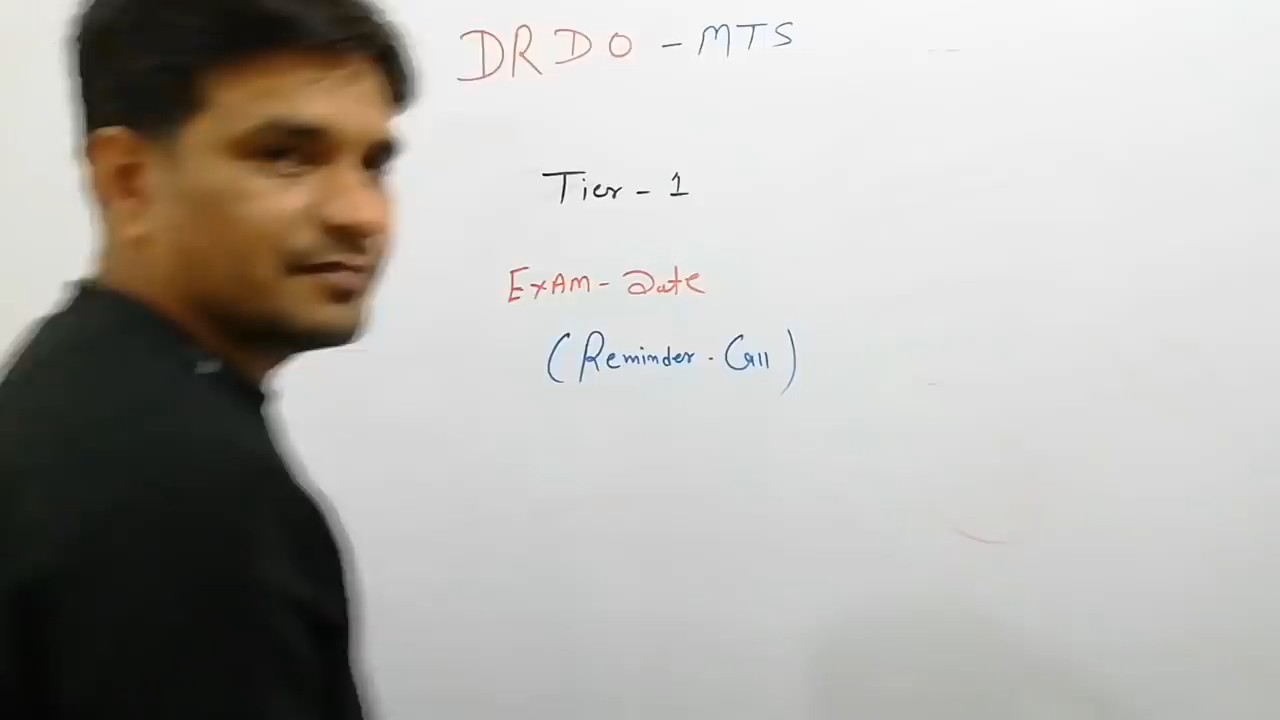 DRDO - MTS
Tier - 1
EXAM - Date
(Reminder - Call)